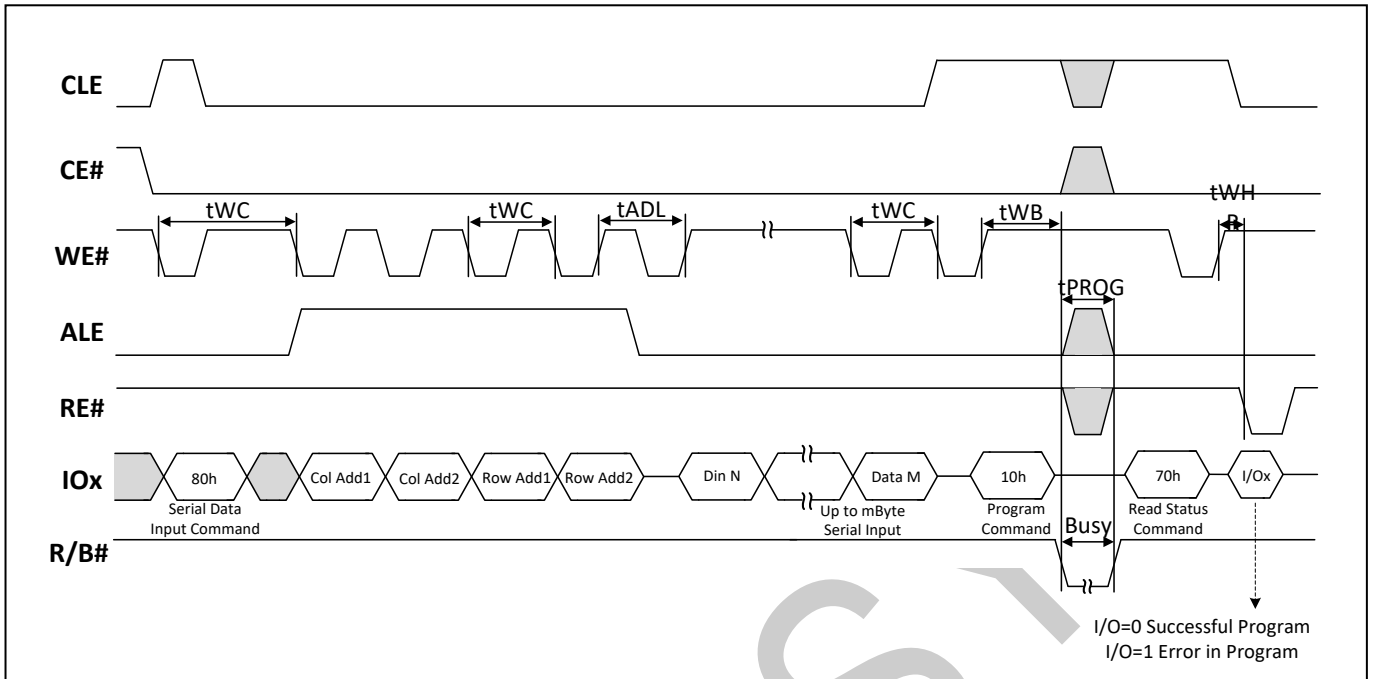 CLE
CE#
tWC tWC tADL tWC tWB tWH
R
WE#
tPROG
ALE
RE#
IOx
80h Col Add1 Col Add2 Row Add1 Row Add2 Din N Data M 10h 70h I/Ox
Serial Data
Input Command
Up to mByte
Serial Input
Program
Command
Read Status
Command
Busy
R/B#
I/O=0 Successful Program
I/O=1 Error in Program